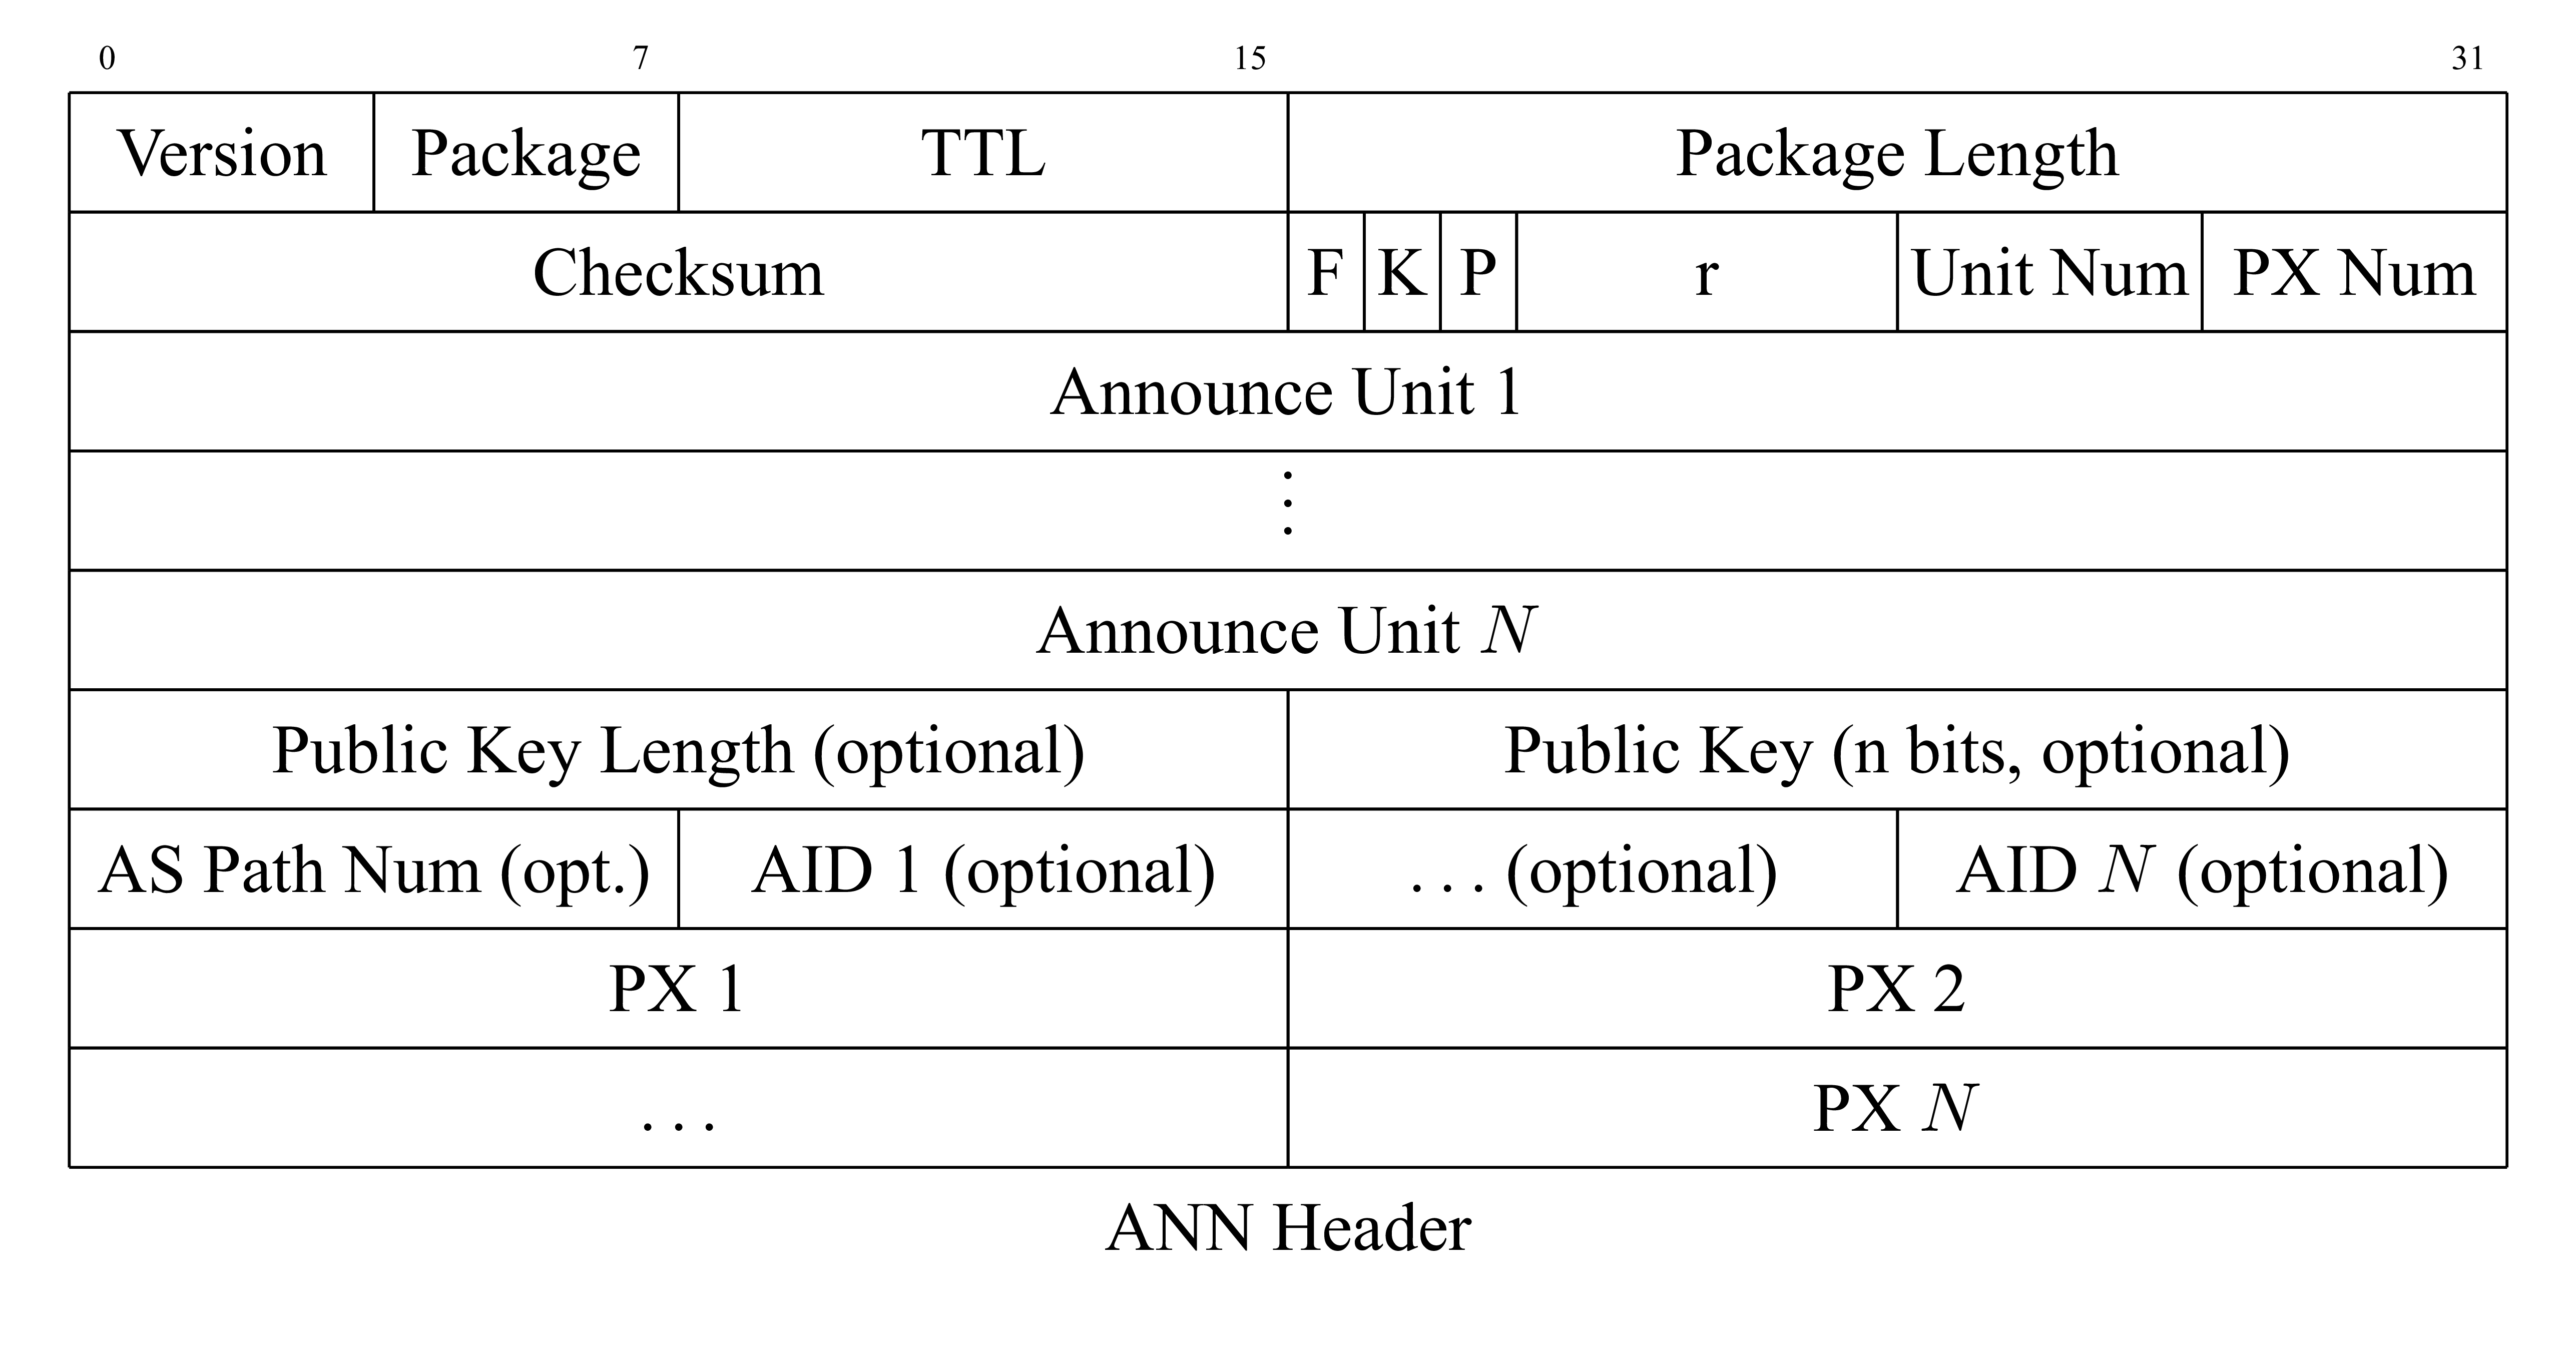 0 7 15 31
Version Package TTL Package Length
Checksum F K P r Unit Num PX Num
Announce Unit 1
⋮
Announce Unit N
Public Key Length (optional) Public Key (n bits, optional)
AS Path Num (opt.) AID 1 (optional) . . . (optional) AID N (optional)
PX 1 PX 2
. . . PX N
ANN Header